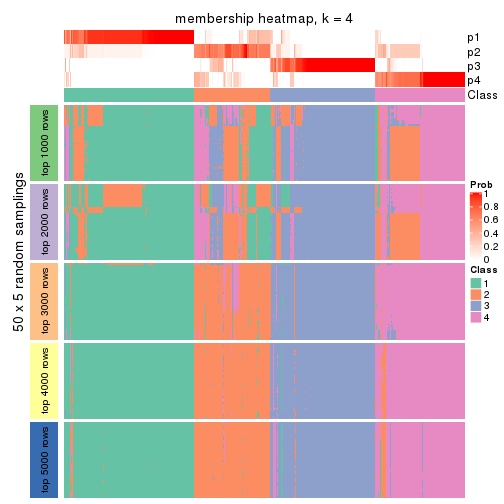 membership heatmap, k = 4
p1
p2
p3
p4
Class
50 x 5 random samplings
top 1000 rows
top 2000 rows
top 3000 rows
top 4000 rows
top 5000 rows
Prob
1
0.8
0.6
0.4
0.2
0
Class
1
2
3
4